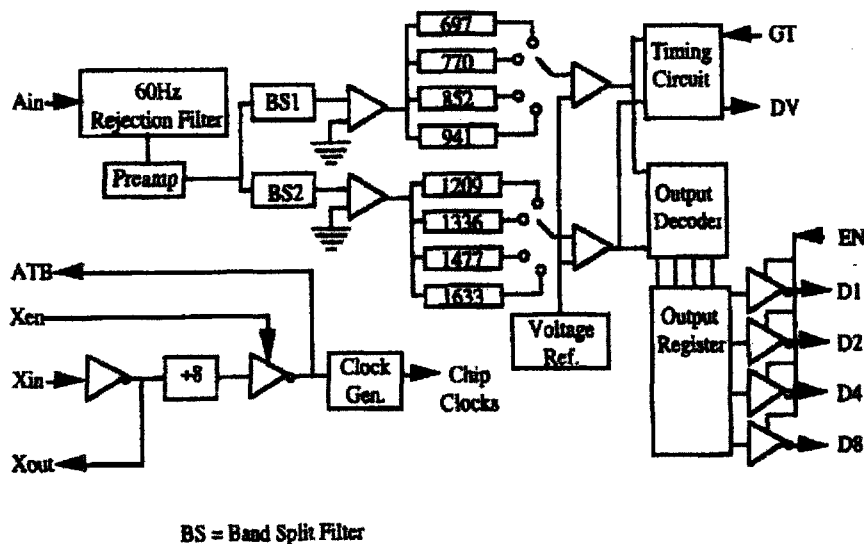 697
GT
770
Timing
Circuit
60Hz
Rejection Filter
Ain
BS1
852
DV
941
Preamp
BS2
1209
Output
Decoder
1336
EN
ATB
1477
1633
D1
Xen
Voltage
Ref.
Output
Register
D2
Xin
÷8
Clock
Gen.
Chip
Clocks
D4
Xout
D8
BS = Band Split Filter